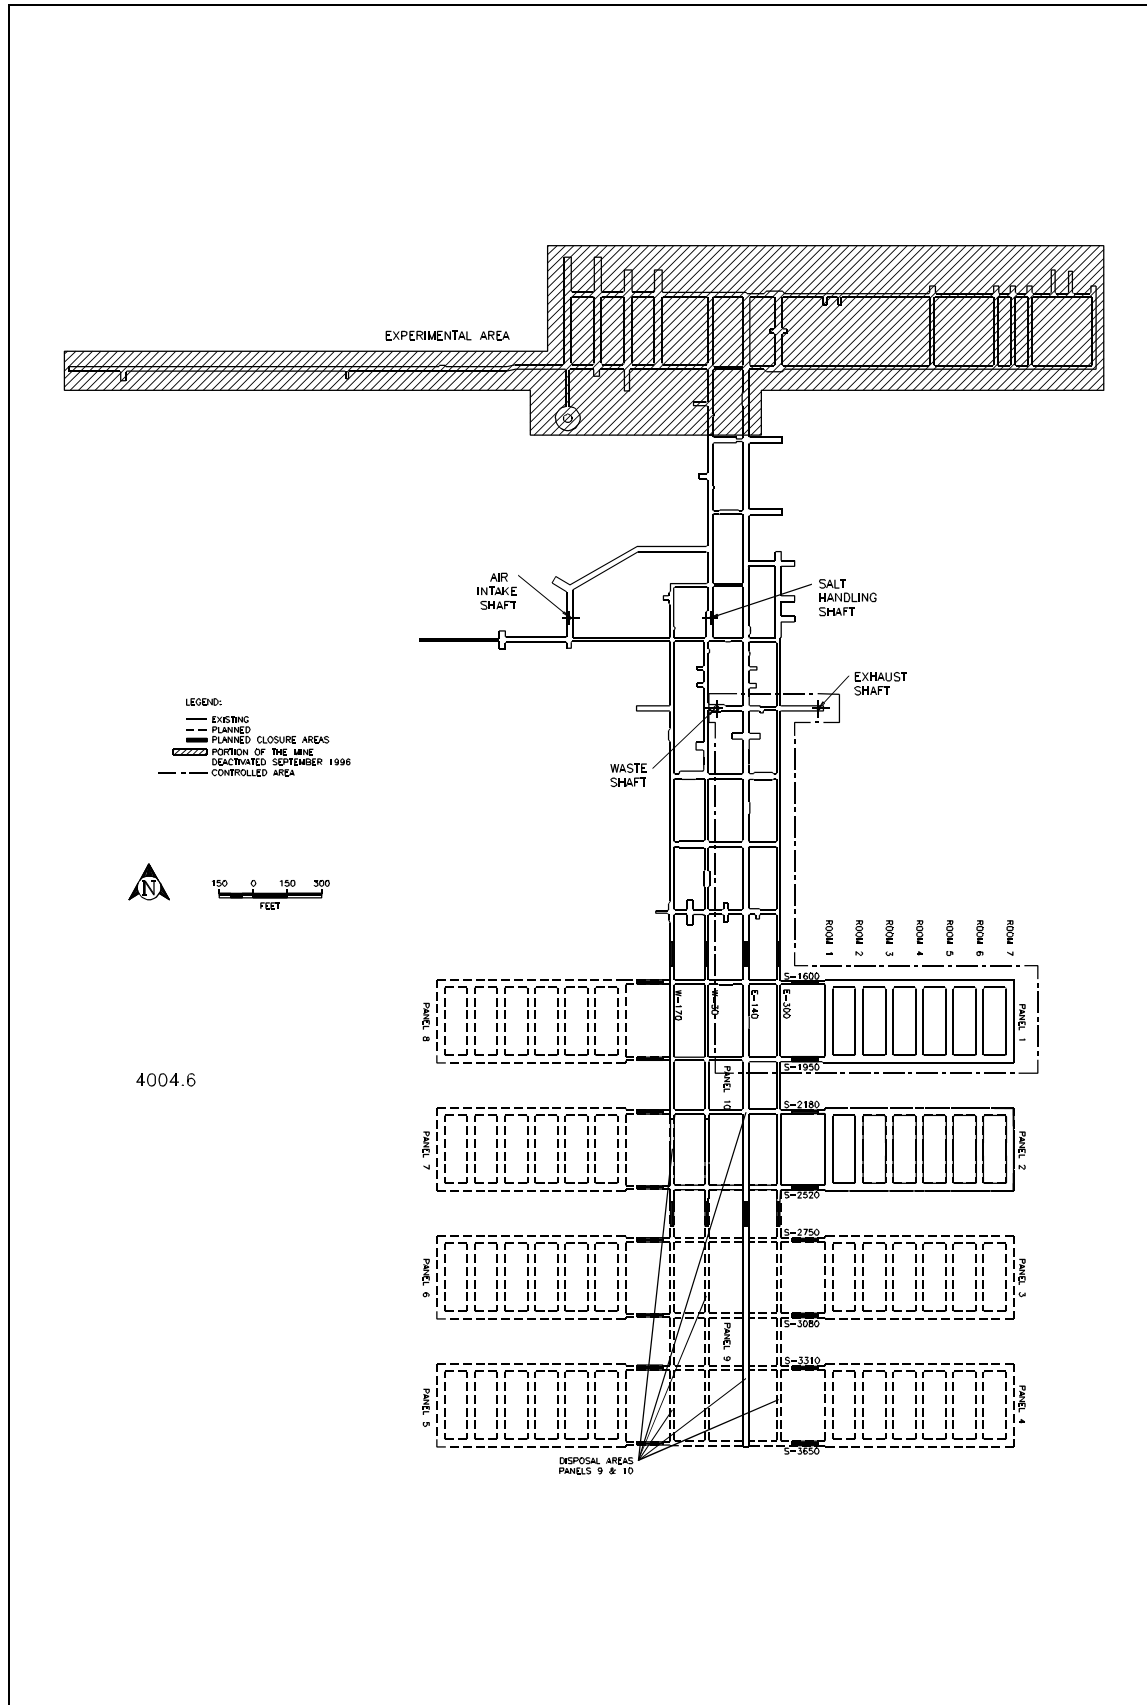 EXPERIMENTAL AREA
AIR
INTAKE
SHAFT
SALT
HANDLING
SHAFT
EXHAUST
SHAFT
WASTE
SHAFT
LEGEND:
EXISTING
PLANNED
PLANNED CLOSURE AREAS
PORTION OF THE MINE
DEACTIVATED SEPTEMBER 1996
CONTROLLED AREA
N
150 0 150 300
FEET
ROOM 1
ROOM 2
ROOM 3
ROOM 4
ROOM 5
ROOM 6
ROOM 7
S-1600
W-170
W-30
E-140
E-300
PANEL 8
PANEL 1
S-1950
PANEL 10
4004.6
S-2180
PANEL 7
PANEL 2
S-2520
S-2750
PANEL 6
PANEL 3
S-3080
PANEL 9
S-3310
PANEL 5
PANEL 4
S-3650
DISPOSAL AREAS
PANELS 9 & 10